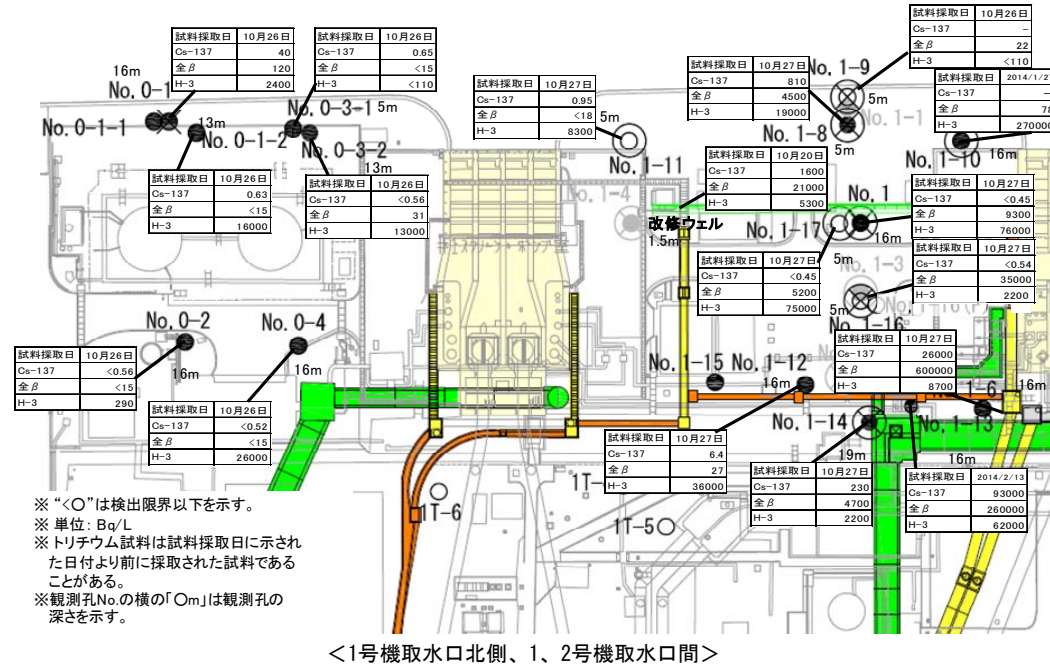 試料採取日 10月26日
Cs-137 40
全β 120
H-3 2400
試料採取日 10月26日
Cs-137 0.65
全β <15
H-3 <110
試料採取日 10月27日
Cs-137 0.95
全β <18
H-3 8300
試料採取日 10月27日
Cs-137 810
全β 4500
H-3 19000
試料採取日 10月26日
Cs-137 -
全β 22
H-3 <110
試料採取日
Cs-137
全β 78
H-3 270000
16m
No. 0-1
No. 0-1-1
13m
No. 0-1-2
No. 0-3-1
5m
No. 0-3-2
13m
5m
No. 1-11
No. 1-9
5m
No. 1-1
No. 1-8
5m
No. 1-10
16m
試料採取日 10月26日
Cs-137 0.63
全β <15
H-3 16000
試料採取日 10月26日
Cs-137 <0.56
全β 31
H-3 13000
試料採取日 10月20日
Cs-137 1600
全β 21000
H-3 5300
試料採取日 10月27日
Cs-137 <0.45
全β 9300
H-3 76000
No. 1-4
改修ウェル
1.5m
No. 1-17
5m
No. 1
16m
No. 1-3
5m
No. 1-16
試料採取日 10月27日
Cs-137 <0.45
全β 5200
H-3 75000
試料採取日 10月27日
Cs-137 <0.54
全β 35000
H-3 2200
No. 0-2
16m
No. 0-4
16m
試料採取日 10月26日
Cs-137 <0.56
全β <15
H-3 290
試料採取日 10月26日
Cs-137 <0.52
全β <15
H-3 26000
試料採取日 10月27日
Cs-137 26000
全β 600000
H-3 8700
No. 1-15
No. 1-12
16m
1-6
16m
No. 1-14
19m
No. 1-13
16m
試料採取日 10月27日
Cs-137 6.4
全β 27
H-3 36000
試料採取日 10月27日
Cs-137 230
全β 4700
H-3 2200
試料採取日 2014/2/13
Cs-137 93000
全β 260000
H-3 62000
1T-6
1T-
1T-5
※ “<○”は検出限界以下を示す。
※ 単位: Bq/L
※ トリチウム試料は試料採取日に示され
た日付より前に採取された試料である
ことがある。
※観測孔No.の横の「○m」は観測孔の
深さを示す。
<1号機取水口北側、1、2号機取水口間>